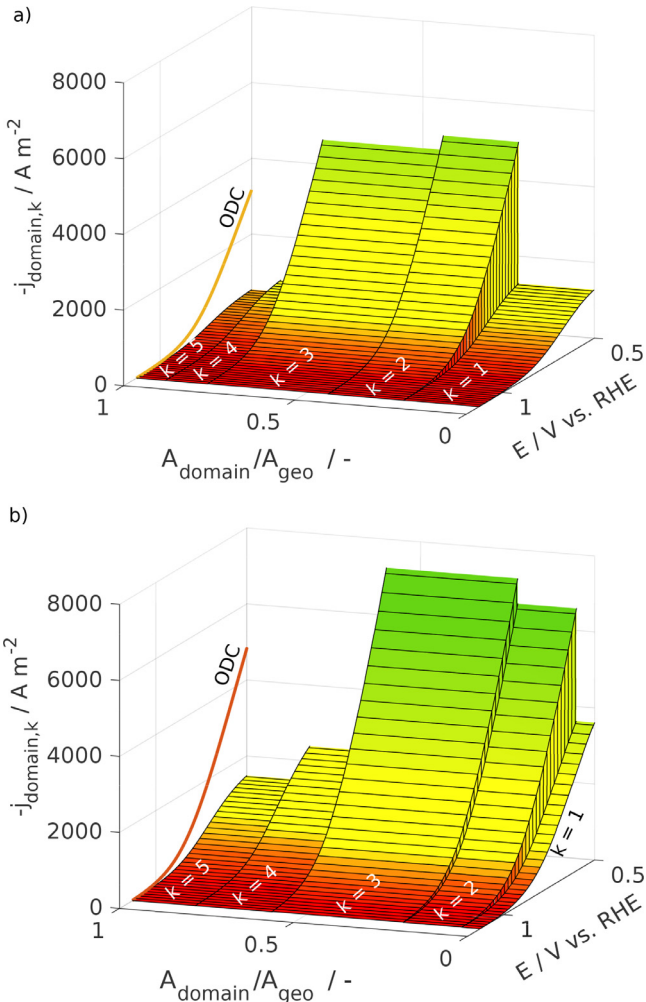 a)
8000
6000
4000
2000
0
-j_domain,k / A m^-2
ODC
k = 5
k = 4
k = 3
k = 2
k = 1
1
0.5
0
A_domain/A_geo / -
0.5
1
E / V vs. RHE
b)
8000
6000
4000
2000
0
-j_domain,k / A m^-2
ODC
k = 5
k = 4
k = 3
k = 2
k = 1
1
0.5
0
A_domain/A_geo / -
0.5
1
E / V vs. RHE